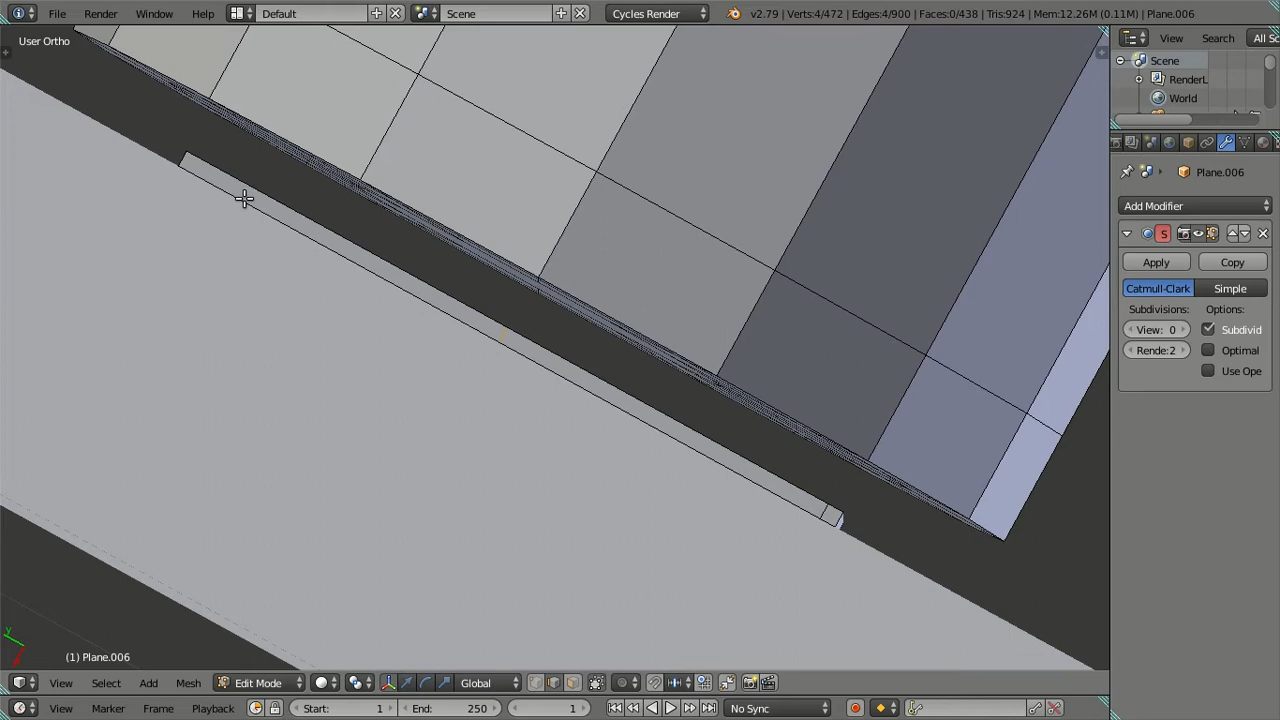 File Render Window Help Default Scene Cycles Render v2.79 | Verts:4/472 | Edges:4/900 | Faces:0/438 | Tris:924 | Mem:12.26M (0.11M) | Plane.006
User Ortho
View Search All Sc
Scene
RenderL
World
Plane.006
Add Modifier
S
Apply Copy
Catmull-Clark Simple
Subdivisions: Options:
View: 0 Subdivid
Rende:2 Optimal
Use Ope
y
(1) Plane.006
View Select Add Mesh Edit Mode Global
View Marker Frame Playback Start: 1 End: 250 1 No Sync